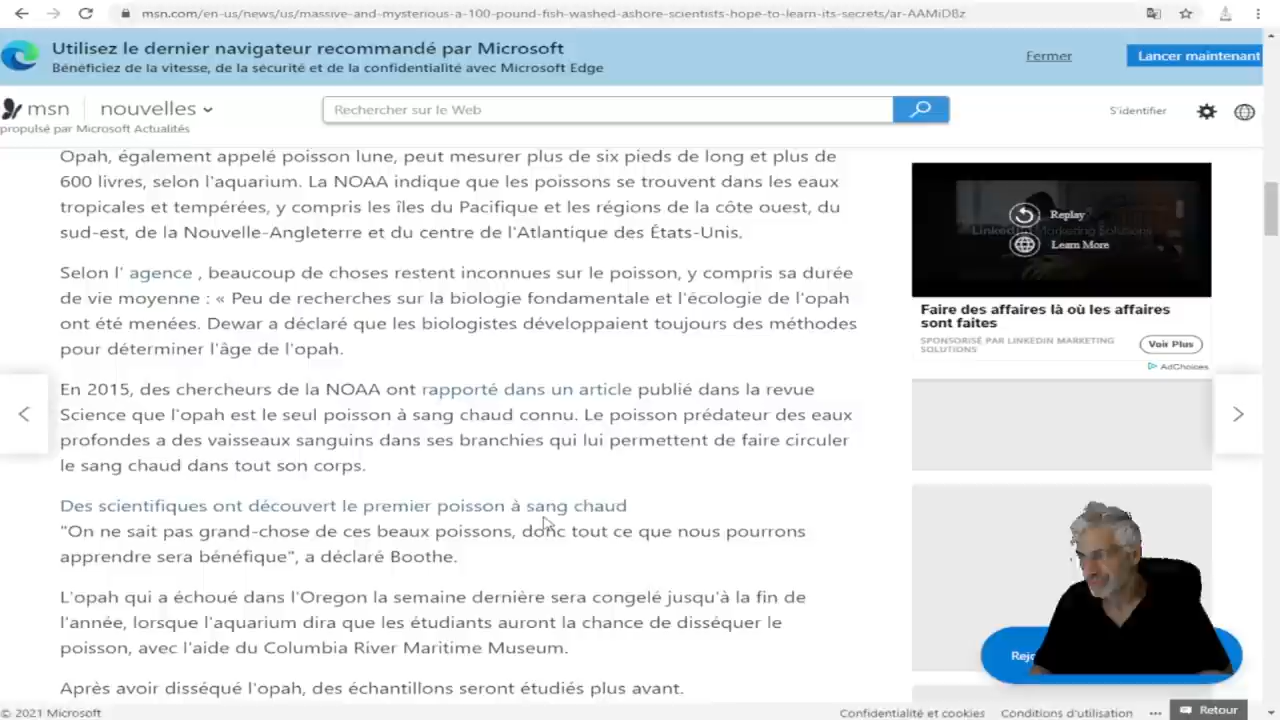 msn.com/en-us/news/us/massive-and-mysterious-a-100-pound-fish-washed-ashore-scientists-hope-to-learn-its-secrets/ar-AAMiD8z
Utilisez le dernier navigateur recommandé par Microsoft
Bénéficiez de la vitesse, de la sécurité et de la confidentialité avec Microsoft Edge
Fermer
Lancer maintenant
msn
nouvelles
propulsé par Microsoft Actualités
Rechercher sur le Web
S'identifier
Opah, également appelé poisson lune, peut mesurer plus de six pieds de long et plus de
600 livres, selon l'aquarium. La NOAA indique que les poissons se trouvent dans les eaux
tropicales et tempérées, y compris les îles du Pacifique et les régions de la côte ouest, du
sud-est, de la Nouvelle-Angleterre et du centre de l'Atlantique des États-Unis.
Selon l' agence , beaucoup de choses restent inconnues sur le poisson, y compris sa durée
de vie moyenne : « Peu de recherches sur la biologie fondamentale et l'écologie de l'opah
ont été menées. Dewar a déclaré que les biologistes développaient toujours des méthodes
pour déterminer l'âge de l'opah.
En 2015, des chercheurs de la NOAA ont rapporté dans un article publié dans la revue
Science que l'opah est le seul poisson à sang chaud connu. Le poisson prédateur des eaux
profondes a des vaisseaux sanguins dans ses branchies qui lui permettent de faire circuler
le sang chaud dans tout son corps.
Des scientifiques ont découvert le premier poisson à sang chaud
"On ne sait pas grand-chose de ces beaux poissons, donc tout ce que nous pourrons
apprendre sera bénéfique", a déclaré Boothe.
L'opah qui a échoué dans l'Oregon la semaine dernière sera congelé jusqu'à la fin de
l'année, lorsque l'aquarium dira que les étudiants auront la chance de disséquer le
poisson, avec l'aide du Columbia River Maritime Museum.
Après avoir disséqué l'opah, des échantillons seront étudiés plus avant.
Replay
LinkedIn Marketing Solutions
Learn More
Faire des affaires là où les affaires
sont faites
SPONSORISÉ PAR LINKEDIN MARKETING
SOLUTIONS
Voir Plus
AdChoices
Rejo
© 2021 Microsoft
Confidentialité et cookies
Conditions d'utilisation
...
Retour